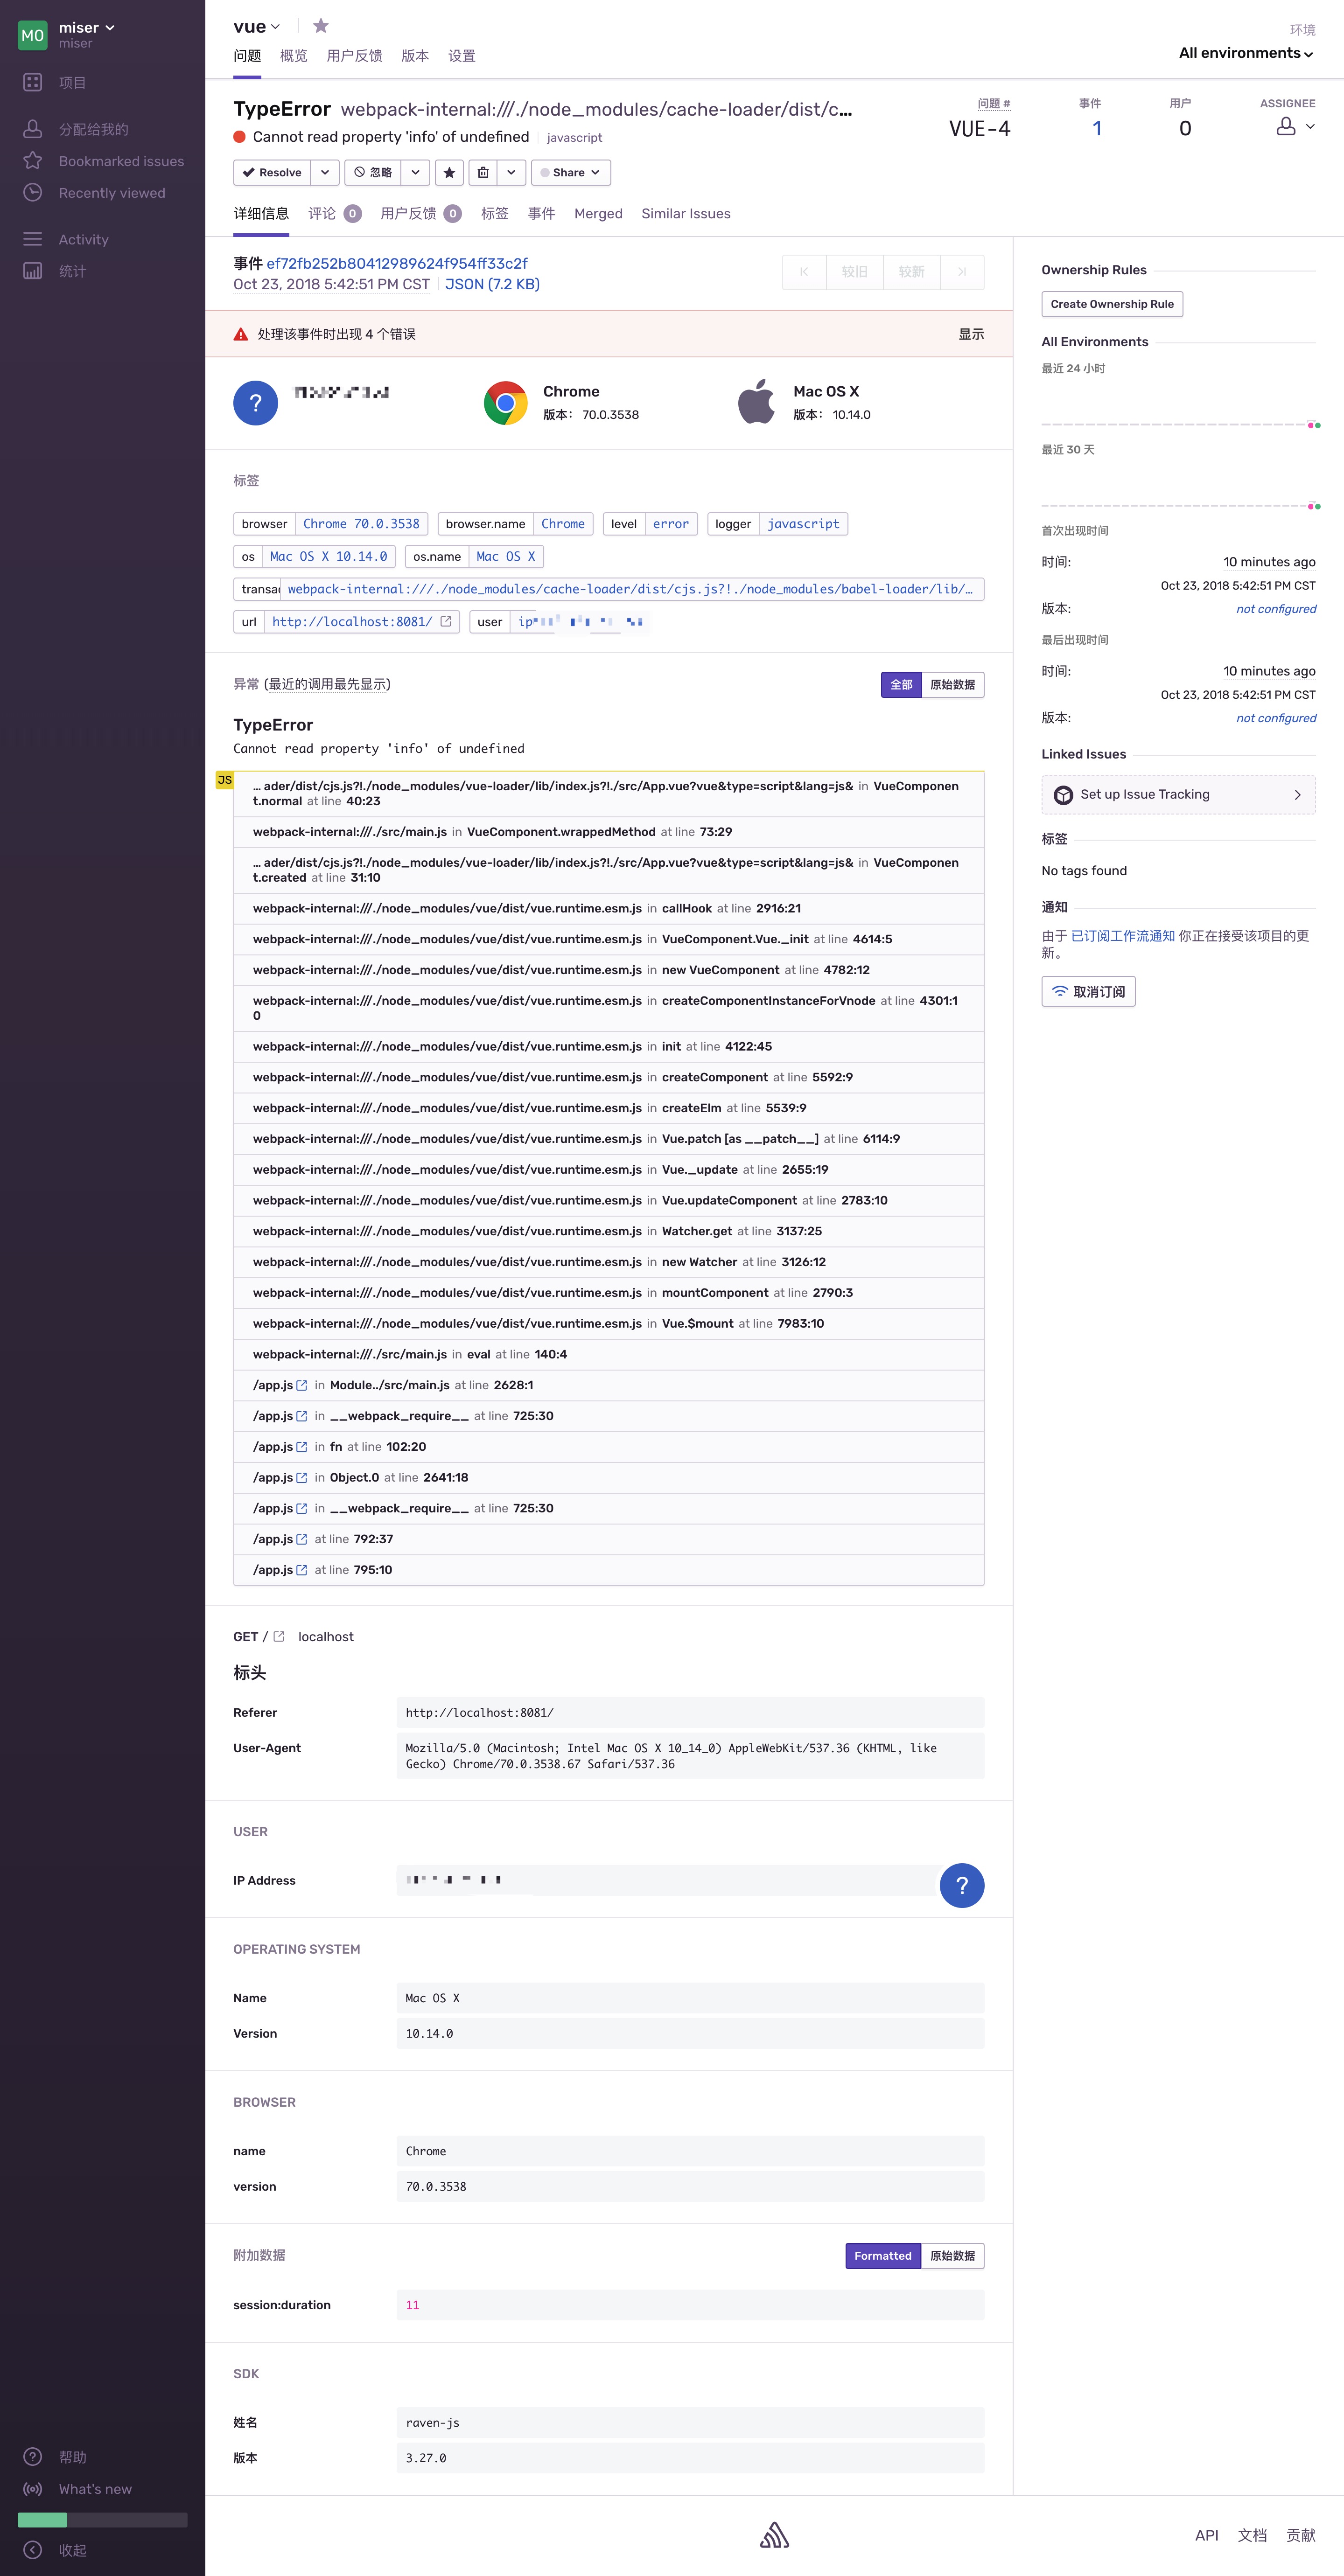 MO
miser
miser
项目
分配给我的
Bookmarked issues
Recently viewed
Activity
统计
vue
问题 概览 用户反馈 版本 设置
环境
All environments
TypeError webpack-internal:///./node_modules/cache-loader/dist/c...
Cannot read property 'info' of undefined javascript
问题 # 事件 用户 ASSIGNEE
VUE-4 1 0
Resolve 忽略 Share
详细信息 评论 0 用户反馈 0 标签 事件 Merged Similar Issues
事件 ef72fb252b80412989624f954ff33c2f
Oct 23, 2018 5:42:51 PM CST JSON (7.2 KB)
较旧 较新
处理该事件时出现 4 个错误 显示
?
Chrome
版本: 70.0.3538
Mac OS X
版本: 10.14.0
标签
browser Chrome 70.0.3538 browser.name Chrome level error logger javascript
os Mac OS X 10.14.0 os.name Mac OS X
transac webpack-internal:///./node_modules/cache-loader/dist/cjs.js?!./node_modules/babel-loader/lib/…
url http://localhost:8081/ user ip
异常 (最近的调用最先显示) 全部 原始数据
TypeError
Cannot read property 'info' of undefined
JS
... ader/dist/cjs.js?!./node_modules/vue-loader/lib/index.js?!./src/App.vue?vue&type=script&lang=js& in VueComponen
t.normal at line 40:23
webpack-internal:///./src/main.js in VueComponent.wrappedMethod at line 73:29
... ader/dist/cjs.js?!./node_modules/vue-loader/lib/index.js?!./src/App.vue?vue&type=script&lang=js& in VueComponen
t.created at line 31:10
webpack-internal:///./node_modules/vue/dist/vue.runtime.esm.js in callHook at line 2916:21
webpack-internal:///./node_modules/vue/dist/vue.runtime.esm.js in VueComponent.Vue._init at line 4614:5
webpack-internal:///./node_modules/vue/dist/vue.runtime.esm.js in new VueComponent at line 4782:12
webpack-internal:///./node_modules/vue/dist/vue.runtime.esm.js in createComponentInstanceForVnode at line 4301:1
0
webpack-internal:///./node_modules/vue/dist/vue.runtime.esm.js in init at line 4122:45
webpack-internal:///./node_modules/vue/dist/vue.runtime.esm.js in createComponent at line 5592:9
webpack-internal:///./node_modules/vue/dist/vue.runtime.esm.js in createElm at line 5539:9
webpack-internal:///./node_modules/vue/dist/vue.runtime.esm.js in Vue.patch [as __patch__] at line 6114:9
webpack-internal:///./node_modules/vue/dist/vue.runtime.esm.js in Vue._update at line 2655:19
webpack-internal:///./node_modules/vue/dist/vue.runtime.esm.js in Vue.updateComponent at line 2783:10
webpack-internal:///./node_modules/vue/dist/vue.runtime.esm.js in Watcher.get at line 3137:25
webpack-internal:///./node_modules/vue/dist/vue.runtime.esm.js in new Watcher at line 3126:12
webpack-internal:///./node_modules/vue/dist/vue.runtime.esm.js in mountComponent at line 2790:3
webpack-internal:///./node_modules/vue/dist/vue.runtime.esm.js in Vue.$mount at line 7983:10
webpack-internal:///./src/main.js in eval at line 140:4
/app.js in Module../src/main.js at line 2628:1
/app.js in __webpack_require__ at line 725:30
/app.js in fn at line 102:20
/app.js in Object.0 at line 2641:18
/app.js in __webpack_require__ at line 725:30
/app.js at line 792:37
/app.js at line 795:10
GET / localhost
标头
Referer http://localhost:8081/
User-Agent Mozilla/5.0 (Macintosh; Intel Mac OS X 10_14_0) AppleWebKit/537.36 (KHTML, like
Gecko) Chrome/70.0.3538.67 Safari/537.36
USER
IP Address
?
OPERATING SYSTEM
Name Mac OS X
Version 10.14.0
BROWSER
name Chrome
version 70.0.3538
附加数据 Formatted 原始数据
session:duration 11
SDK
姓名 raven-js
版本 3.27.0
Ownership Rules
Create Ownership Rule
All Environments
最近 24 小时
最近 30 天
首次出现时间
时间: 10 minutes ago
Oct 23, 2018 5:42:51 PM CST
版本: not configured
最后出现时间
时间: 10 minutes ago
Oct 23, 2018 5:42:51 PM CST
版本: not configured
Linked Issues
Set up Issue Tracking
标签
No tags found
通知
由于 已订阅工作流通知 你正在接受该项目的更
新。
取消订阅
帮助
What's new
收起
API 文档 贡献